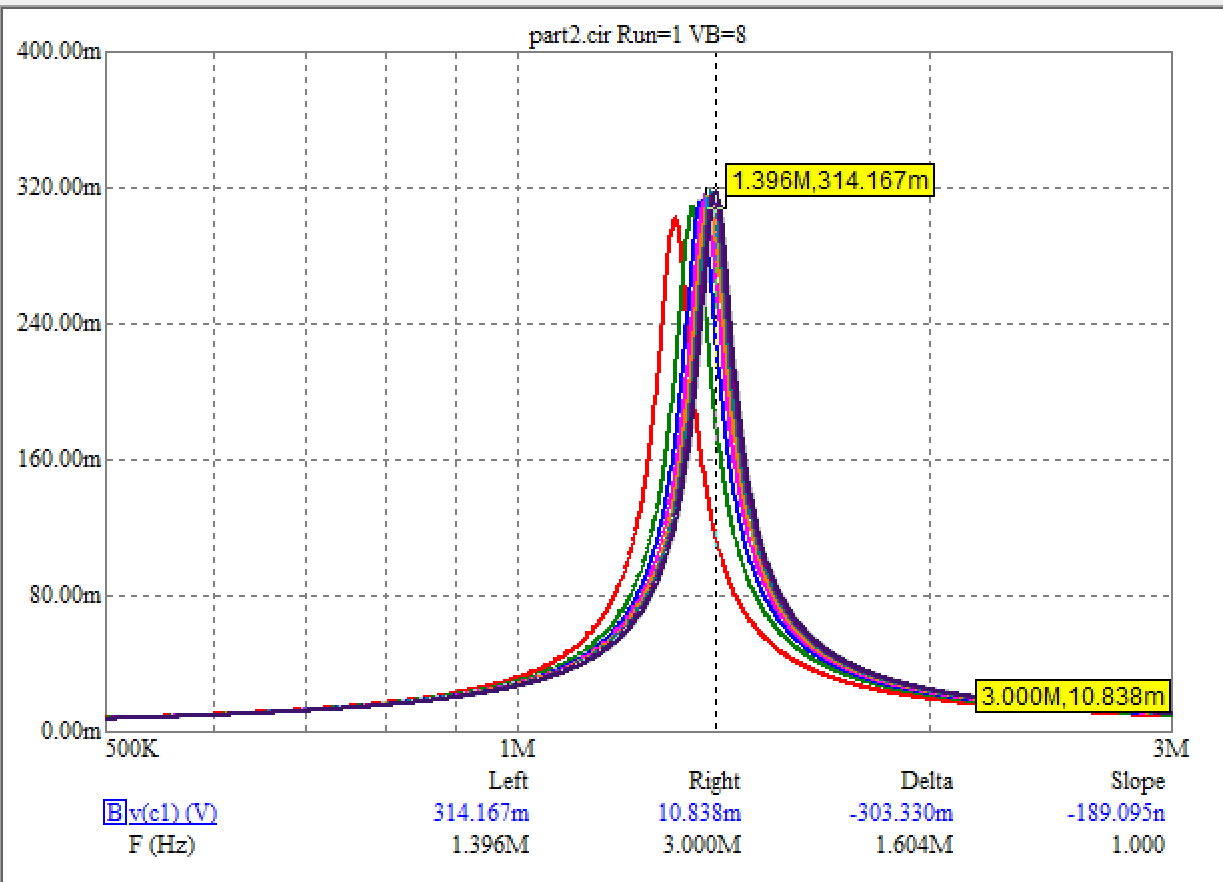 part2.cir Run=1 VB=8
400.00m
320.00m
1.396M,314.167m
240.00m
160.00m
80.00m
3.000M,10.838m
0.00m
500K 1M 3M
Left Right Delta Slope
B v(c1) (V) 314.167m 10.838m -303.330m -189.095n
F (Hz) 1.396M 3.000M 1.604M 1.000